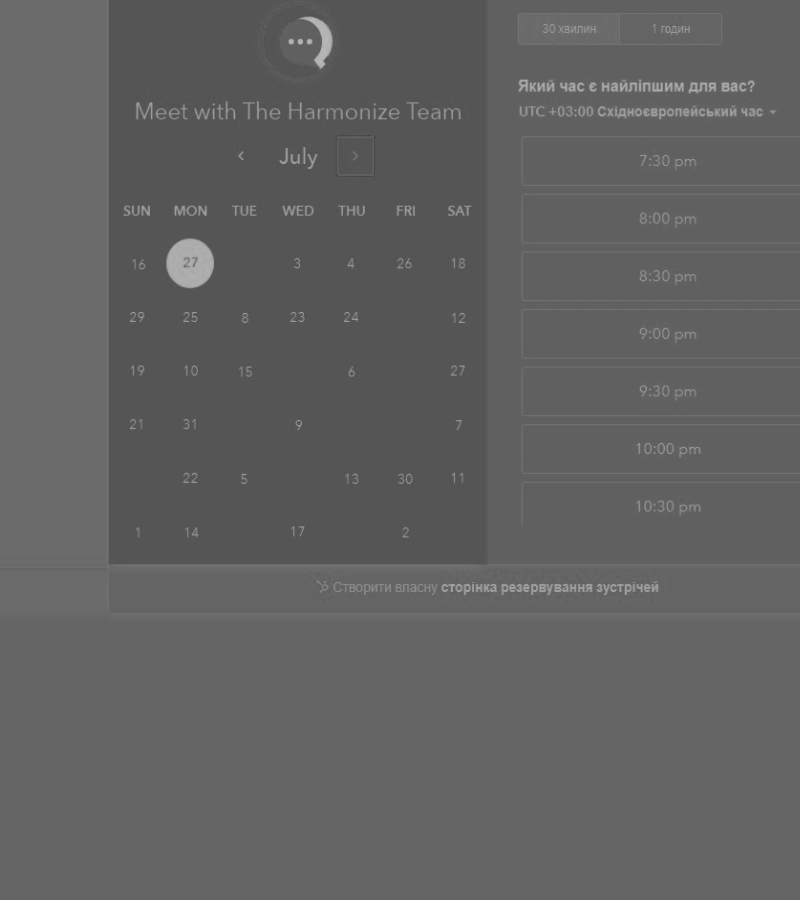 Meet with The Harmonize Team
July
SUN MON TUE WED THU FRI SAT
16 27 3 4 26 18
29 25 8 23 24 12
19 10 15 6 27
21 31 9 7
22 5 13 30 11
1 14 17 2
30 хвилин 1 годин
Який час є найліпшим для вас?
UTC +03:00 Східноєвропейський час
7:30 pm
8:00 pm
8:30 pm
9:00 pm
9:30 pm
10:00 pm
10:30 pm
Створити власну сторінка резервування зустрічей